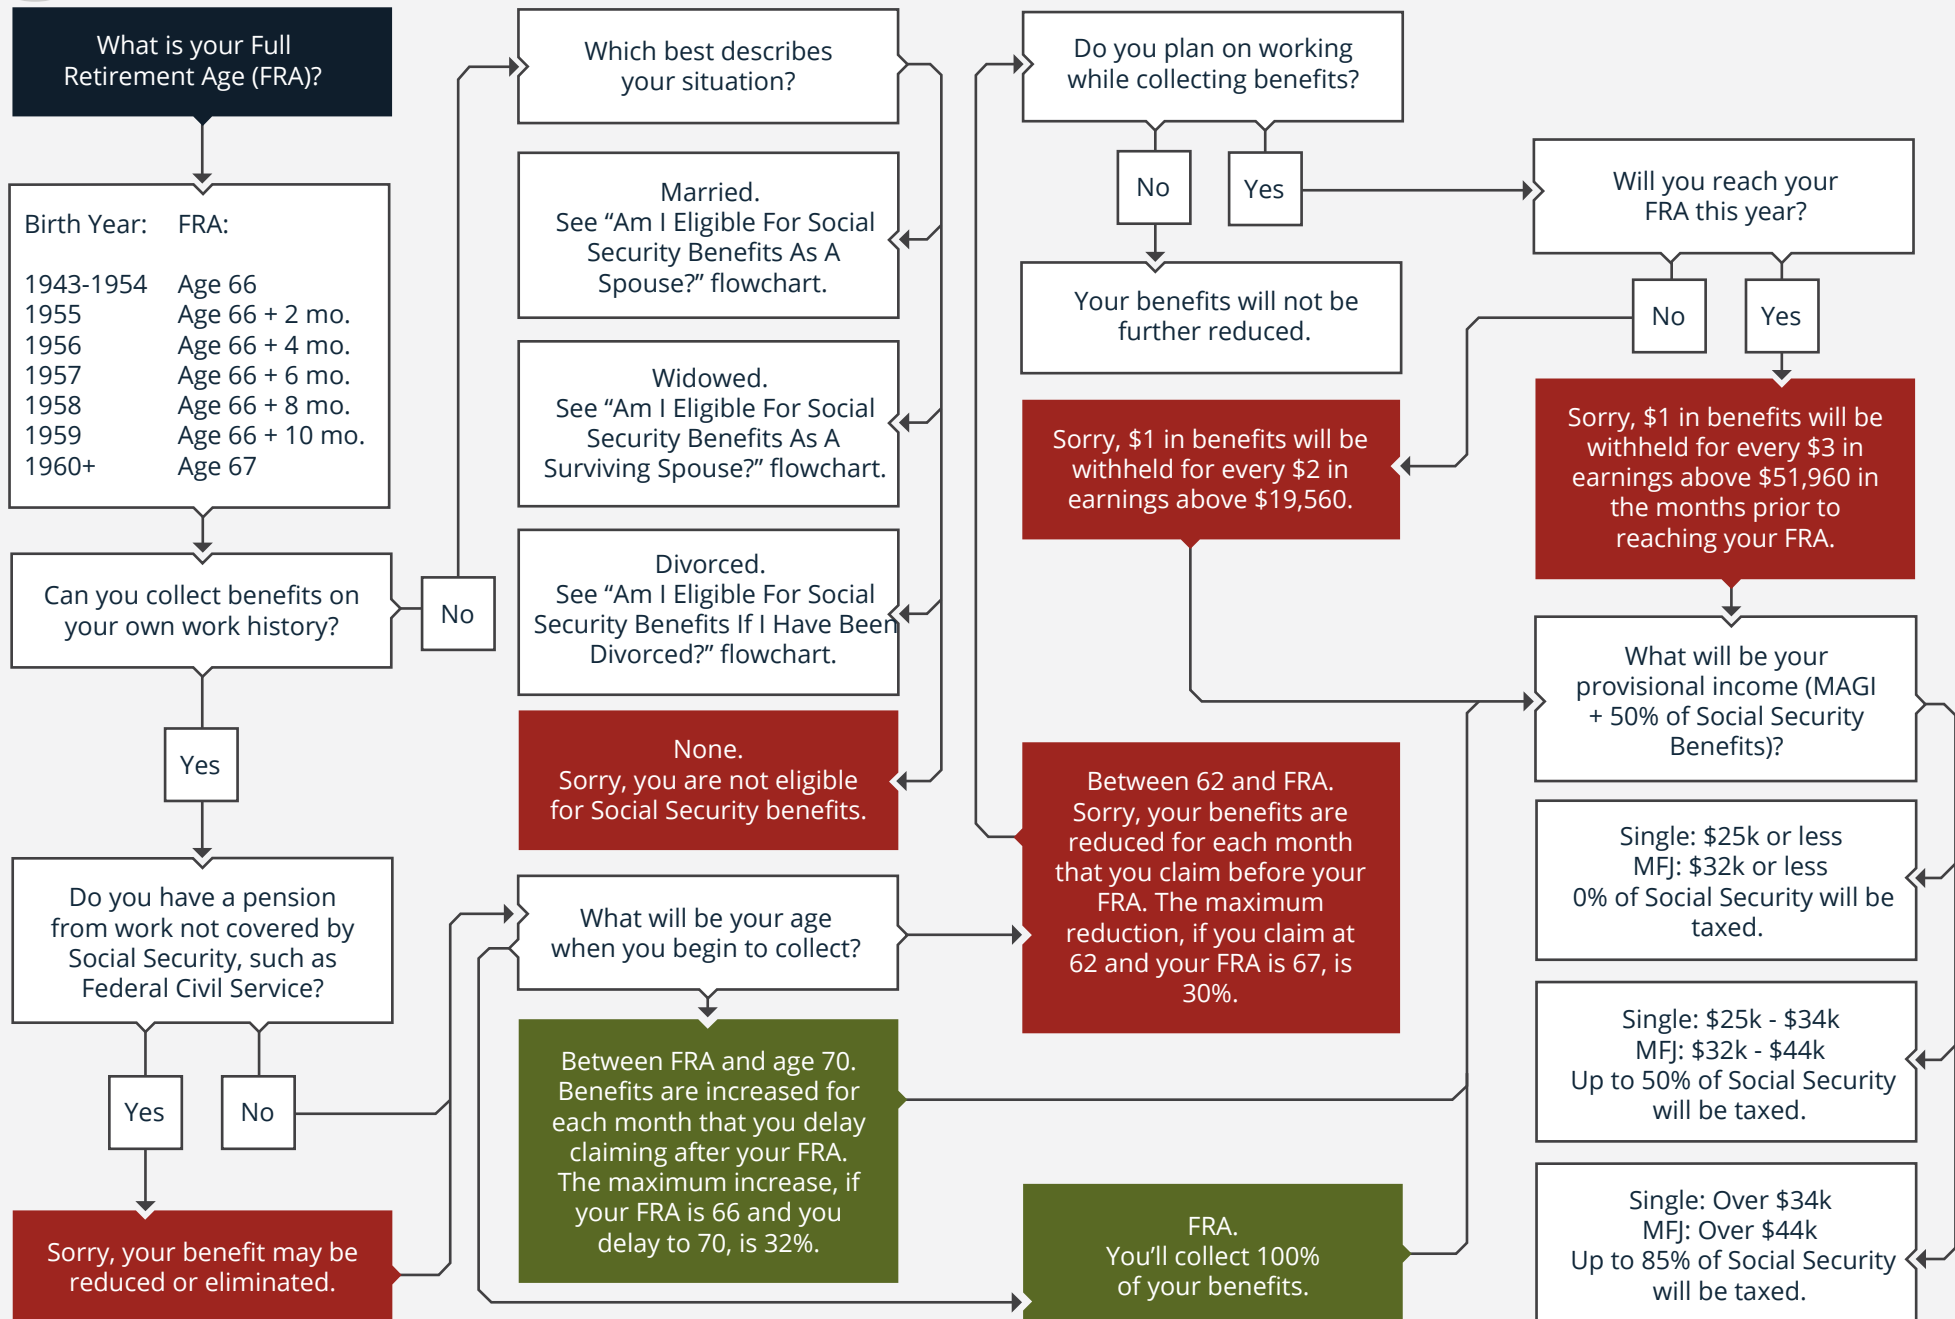 What is your Full
Retirement Age (FRA)?
Birth Year: FRA:
1943-1954 Age 66
1955 Age 66 + 2 mo.
1956 Age 66 + 4 mo.
1957 Age 66 + 6 mo.
1958 Age 66 + 8 mo.
1959 Age 66 + 10 mo.
1960+ Age 67
Can you collect benefits on
your own work history?
No
Yes
Do you have a pension
from work not covered by
Social Security, such as
Federal Civil Service?
Yes
No
Sorry, your benefit may be
reduced or eliminated.
Which best describes
your situation?
Married.
See “Am I Eligible For Social
Security Benefits As A
Spouse?” flowchart.
Widowed.
See “Am I Eligible For Social
Security Benefits As A
Surviving Spouse?” flowchart.
Divorced.
See “Am I Eligible For Social
Security Benefits If I Have Been
Divorced?” flowchart.
None.
Sorry, you are not eligible
for Social Security benefits.
What will be your age
when you begin to collect?
Between FRA and age 70.
Benefits are increased for
each month that you delay
claiming after your FRA.
The maximum increase, if
your FRA is 66 and you
delay to 70, is 32%.
Do you plan on working
while collecting benefits?
No
Yes
Your benefits will not be
further reduced.
Sorry, $1 in benefits will be
withheld for every $2 in
earnings above $19,560.
Between 62 and FRA.
Sorry, your benefits are
reduced for each month
that you claim before your
FRA. The maximum
reduction, if you claim at
62 and your FRA is 67, is
30%.
FRA.
You’ll collect 100%
of your benefits.
Will you reach your
FRA this year?
No
Yes
Sorry, $1 in benefits will be
withheld for every $3 in
earnings above $51,960 in
the months prior to
reaching your FRA.
What will be your
provisional income (MAGI
+ 50% of Social Security
Benefits)?
Single: $25k or less
MFJ: $32k or less
0% of Social Security will be
taxed.
Single: $25k - $34k
MFJ: $32k - $44k
Up to 50% of Social Security
will be taxed.
Single: Over $34k
MFJ: Over $44k
Up to 85% of Social Security
will be taxed.